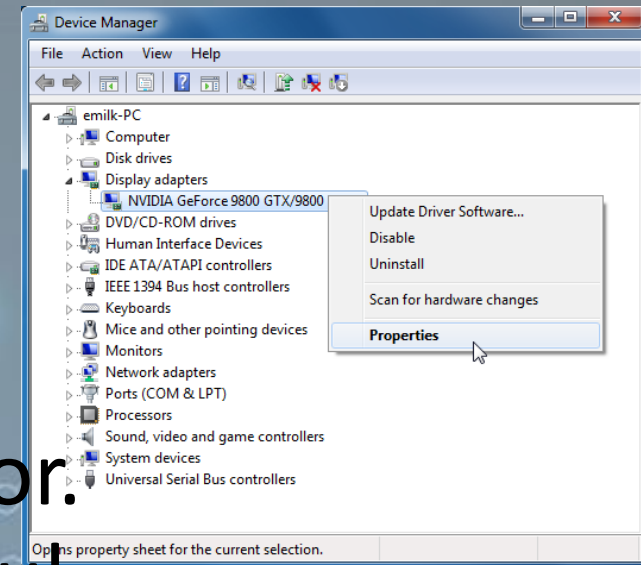 Device Manager
File Action View Help
emilk-PC
Computer
Disk drives
Display adapters
NVIDIA GeForce 9800 GTX/9800
DVD/CD-ROM drives
Human Interface Devices
IDE ATA/ATAPI controllers
IEEE 1394 Bus host controllers
Keyboards
Mice and other pointing devices
Monitors
Network adapters
Ports (COM & LPT)
Processors
Sound, video and game controllers
System devices
Universal Serial Bus controllers
Update Driver Software...
Disable
Uninstall
Scan for hardware changes
Properties
or.
Opens property sheet for the current selection.